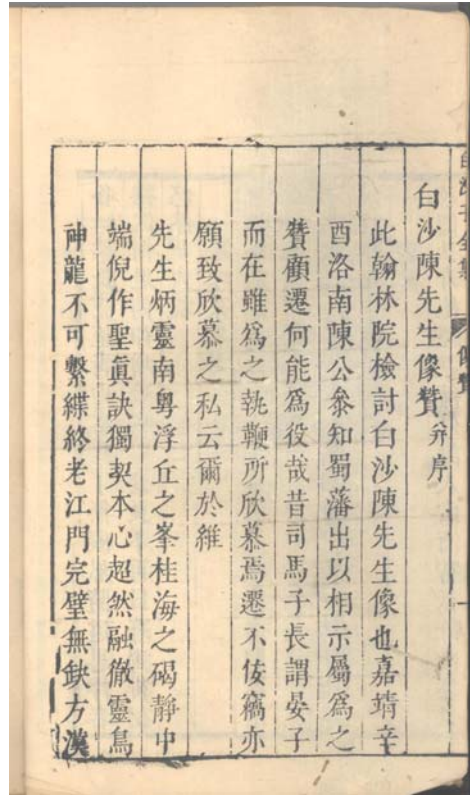 白沙陳先生像贊并序
此翰林院檢討白沙陳先生像也嘉靖辛
酉洛南陳公叅知蜀藩出以相示屬爲之
贊顧遷何能爲役哉昔司馬子長謂晏子
而在雖爲之執鞭所欣慕焉遷不佞竊亦
願致欣慕之私云爾於維
先生炳靈南粤浮丘之峯桂海之碣靜中
端倪作聖眞訣獨契本心超然融徹靈鳥
神龍不可繫緤終老江門完璧無缺方漢